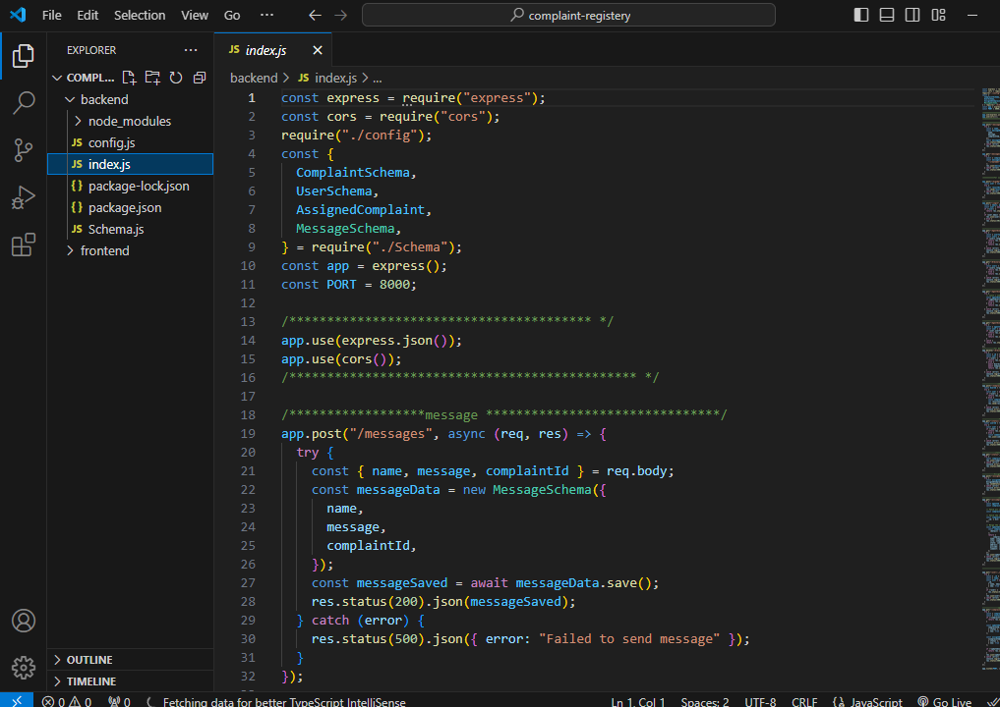 File Edit Selection View Go ··· complaint-registery
EXPLORER ···
COMPL...
backend
node_modules
JS config.js
JS index.js
{} package-lock.json
{} package.json
JS Schema.js
frontend
OUTLINE
TIMELINE
JS index.js ×
backend > JS index.js > ...
1 const express = require("express");
2 const cors = require("cors");
3 require("./config");
4 const {
5 ComplaintSchema,
6 UserSchema,
7 AssignedComplaint,
8 MessageSchema,
9 } = require("./Schema");
10 const app = express();
11 const PORT = 8000;
12
13 /**************************************** */
14 app.use(express.json());
15 app.use(cors());
16 /********************************************** */
17
18 /******************message *******************************/
19 app.post("/messages", async (req, res) => {
20 try {
21 const { name, message, complaintId } = req.body;
22 const messageData = new MessageSchema({
23 name,
24 message,
25 complaintId,
26 });
27 const messageSaved = await messageData.save();
28 res.status(200).json(messageSaved);
29 } catch (error) {
30 res.status(500).json({ error: "Failed to send message" });
31 }
32 });
0 0 0 Fetching data for better TypeScript IntelliSense Ln 1, Col 1 Spaces: 2 UTF-8 CRLF {} JavaScript Go Live